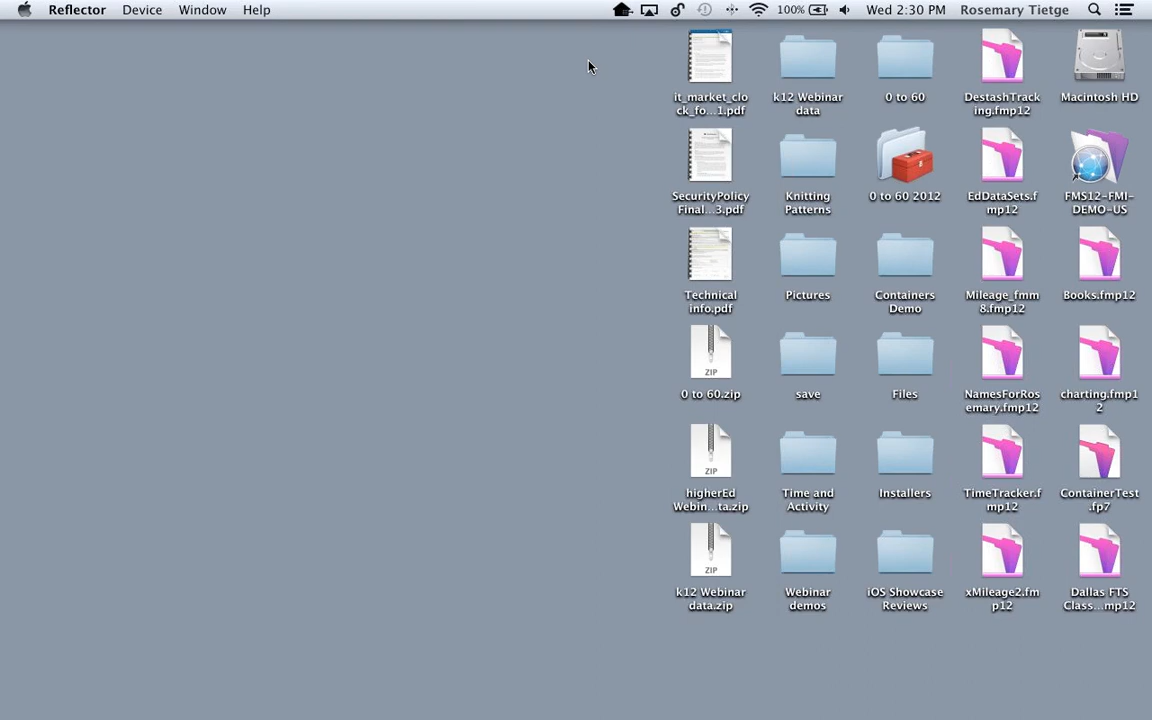 Reflector Device Window Help 100% Wed 2:30 PM Rosemary Tietge
it_market_clo
ck_fo...1.pdf
k12 Webinar
data
0 to 60
DestashTrack
ing.fmp12
Macintosh HD
SecurityPolicy
Final...3.pdf
Knitting
Patterns
0 to 60 2012
EdDataSets.f
mp12
FMS12-FMI-
DEMO-US
Technical
info.pdf
Pictures
Containers
Demo
Mileage_fmm
8.fmp12
Books.fmp12
ZIP
0 to 60.zip
save
Files
NamesForRos
emary.fmp12
charting.fmp1
2
ZIP
higherEd
Webin...ta.zip
Time and
Activity
Installers
TimeTracker.f
mp12
ContainerTest
.fp7
ZIP
k12 Webinar
data.zip
Webinar
demos
iOS Showcase
Reviews
xMileage2.fm
p12
Dallas FTS
Class...mp12